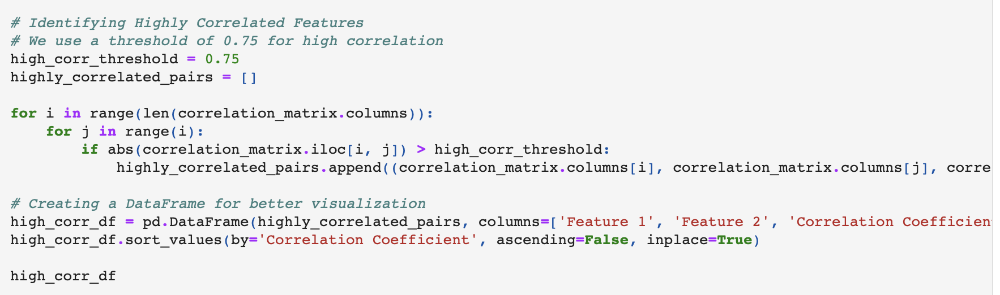 # Identifying Highly Correlated Features
# We use a threshold of 0.75 for high correlation
high_corr_threshold = 0.75
highly_correlated_pairs = []

for i in range(len(correlation_matrix.columns)):
    for j in range(i):
        if abs(correlation_matrix.iloc[i, j]) > high_corr_threshold:
            highly_correlated_pairs.append((correlation_matrix.columns[i], correlation_matrix.columns[j], corre

# Creating a DataFrame for better visualization
high_corr_df = pd.DataFrame(highly_correlated_pairs, columns=['Feature 1', 'Feature 2', 'Correlation Coefficien
high_corr_df.sort_values(by='Correlation Coefficient', ascending=False, inplace=True)

high_corr_df